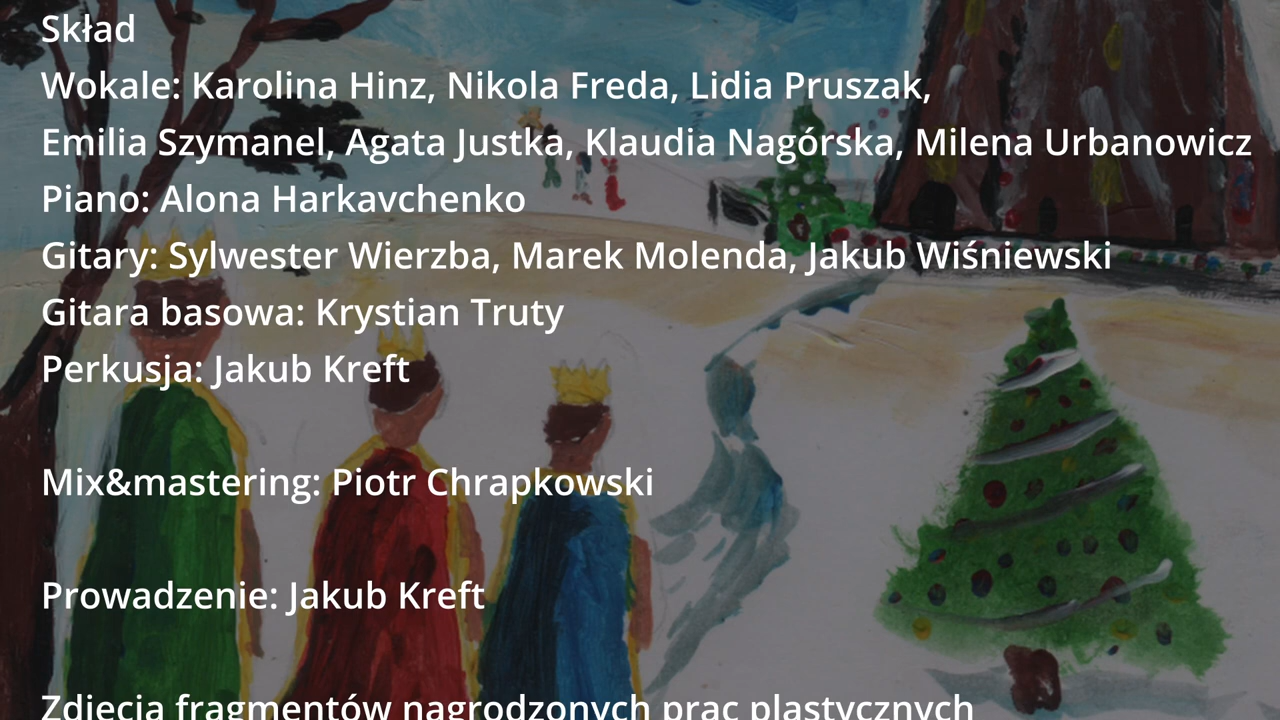 Skład
Wokale: Karolina Hinz, Nikola Freda, Lidia Pruszak,
Emilia Szymanel, Agata Justka, Klaudia Nagórska, Milena Urbanowicz
Piano: Alona Harkavchenko
Gitary: Sylwester Wierzba, Marek Molenda, Jakub Wiśniewski
Gitara basowa: Krystian Truty
Perkusja: Jakub Kreft
Mix&mastering: Piotr Chrapkowski
Prowadzenie: Jakub Kreft
Zdjęcia fragmentów nagrodzonych prac plastycznych